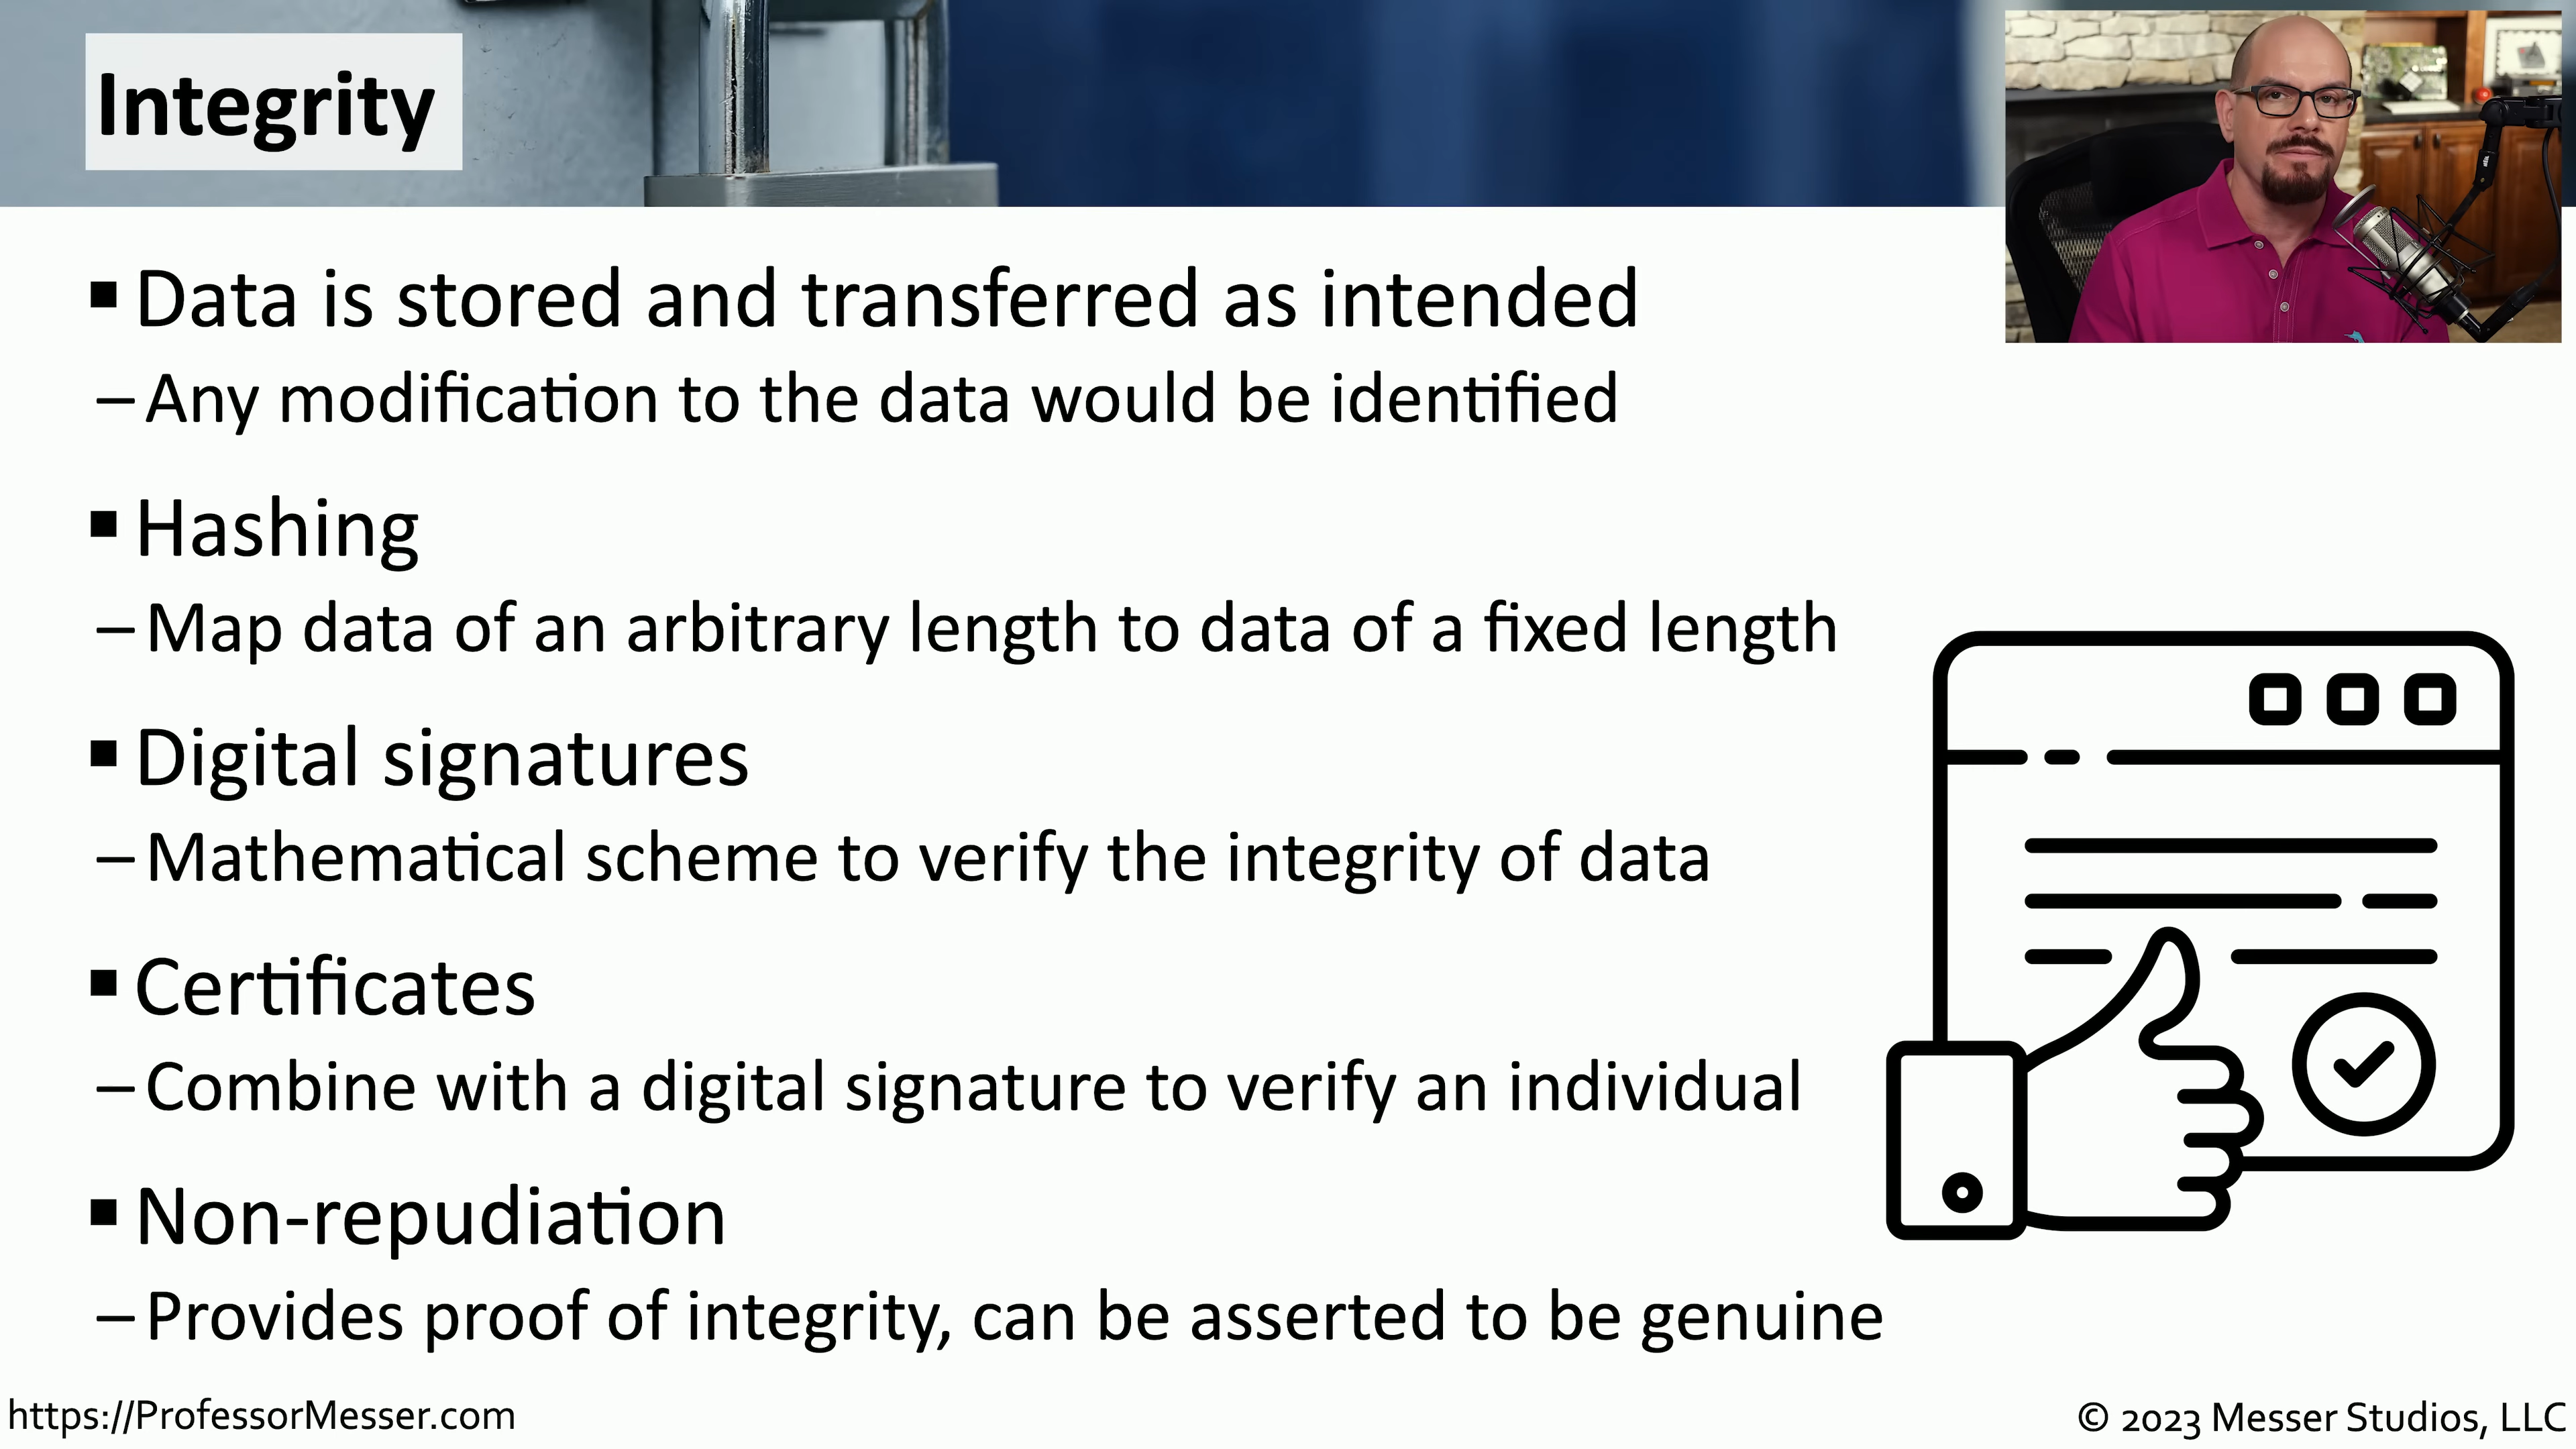 Integrity
▪ Data is stored and transferred as intended
– Any modification to the data would be identified
▪ Hashing
– Map data of an arbitrary length to data of a fixed length
▪ Digital signatures
– Mathematical scheme to verify the integrity of data
▪ Certificates
– Combine with a digital signature to verify an individual
▪ Non-repudiation
– Provides proof of integrity, can be asserted to be genuine
https://ProfessorMesser.com
© 2023 Messer Studios, LLC